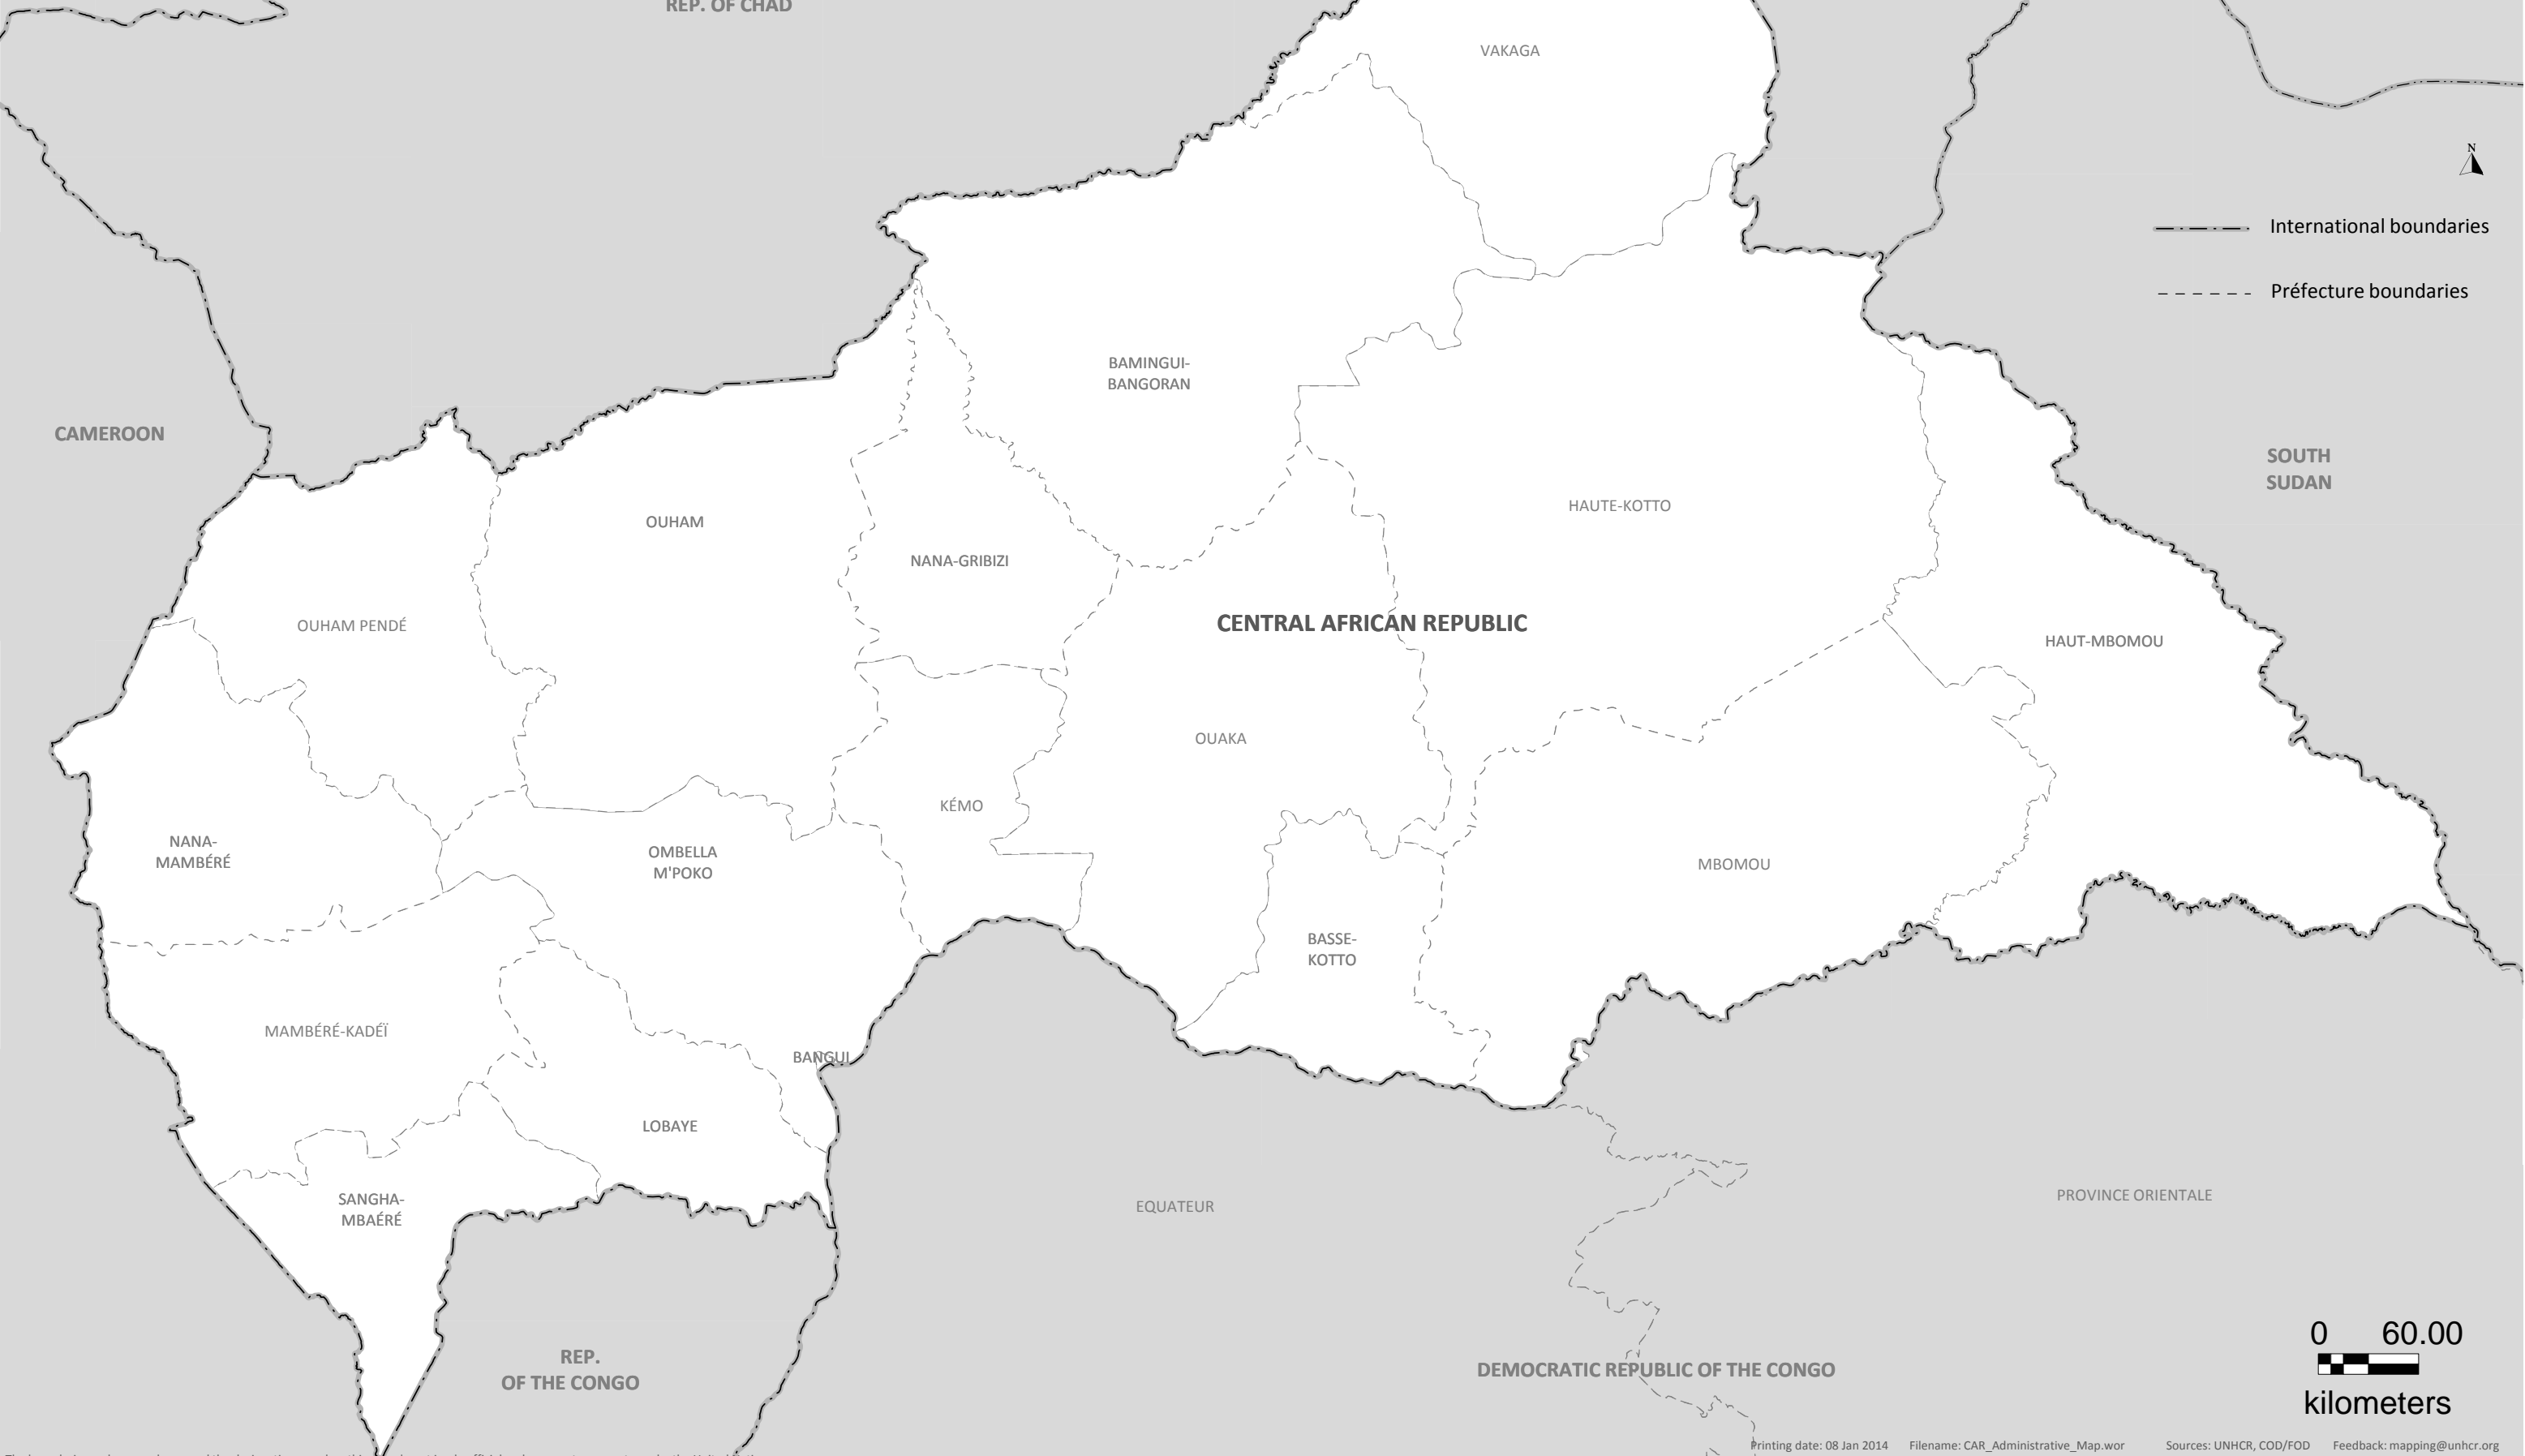 REP. OF CHAD
VAKAGA
N
International boundaries
Préfecture boundaries
BAMINGUI-
BANGORAN
CAMEROON
SOUTH
SUDAN
HAUTE-KOTTO
OUHAM
NANA-GRIBIZI
OUHAM PENDÉ
CENTRAL AFRICAN REPUBLIC
HAUT-MBOMOU
OUAKA
KÉMO
NANA-
MAMBÉRÉ
OMBELLA
M'POKO
MBOMOU
BASSE-
KOTTO
MAMBÉRÉ-KADÉÏ
BANGUI
LOBAYE
SANGHA-
MBAÉRÉ
EQUATEUR
PROVINCE ORIENTALE
REP.
OF THE CONGO
DEMOCRATIC REPUBLIC OF THE CONGO
0 60.00
kilometers
Printing date: 08 Jan 2014 Filename: CAR_Administrative_Map.wor Sources: UNHCR, COD/FOD Feedback: mapping@unhcr.org